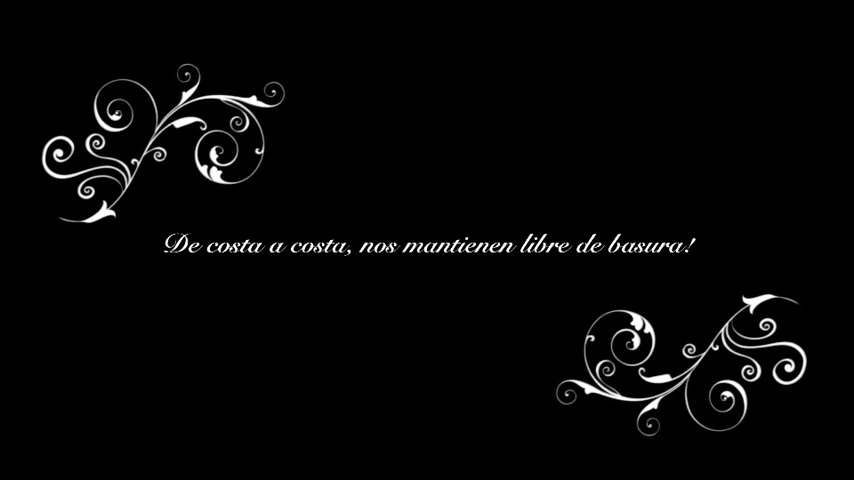 De costa a costa, nos mantienen libre de basura!